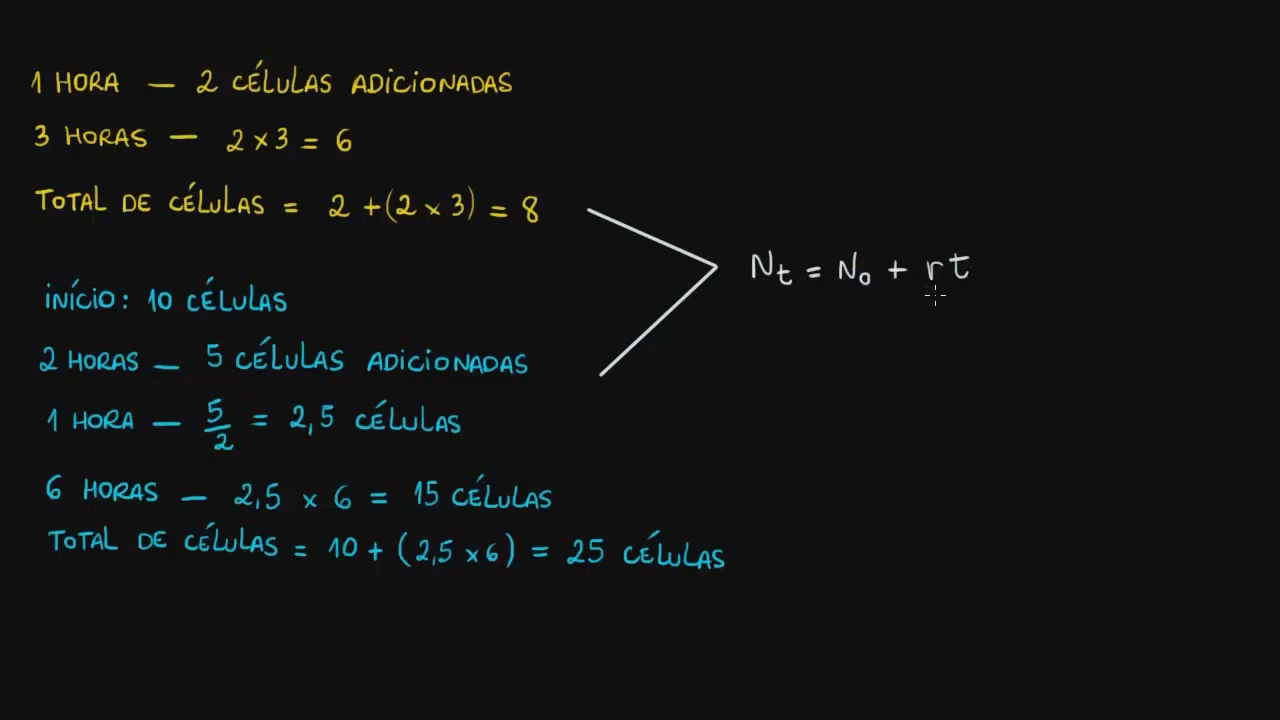 1 HORA — 2 CÉLULAS ADICIONADAS
3 HORAS — 2 × 3 = 6
TOTAL DE CÉLULAS = 2 + (2 × 3) = 8
Nt = N0 + rt
INÍCIO: 10 CÉLULAS
2 HORAS — 5 CÉLULAS ADICIONADAS
1 HORA — 5/2 = 2,5 CÉLULAS
6 HORAS — 2,5 × 6 = 15 CÉLULAS
TOTAL DE CÉLULAS = 10 + (2,5 × 6) = 25 CÉLULAS